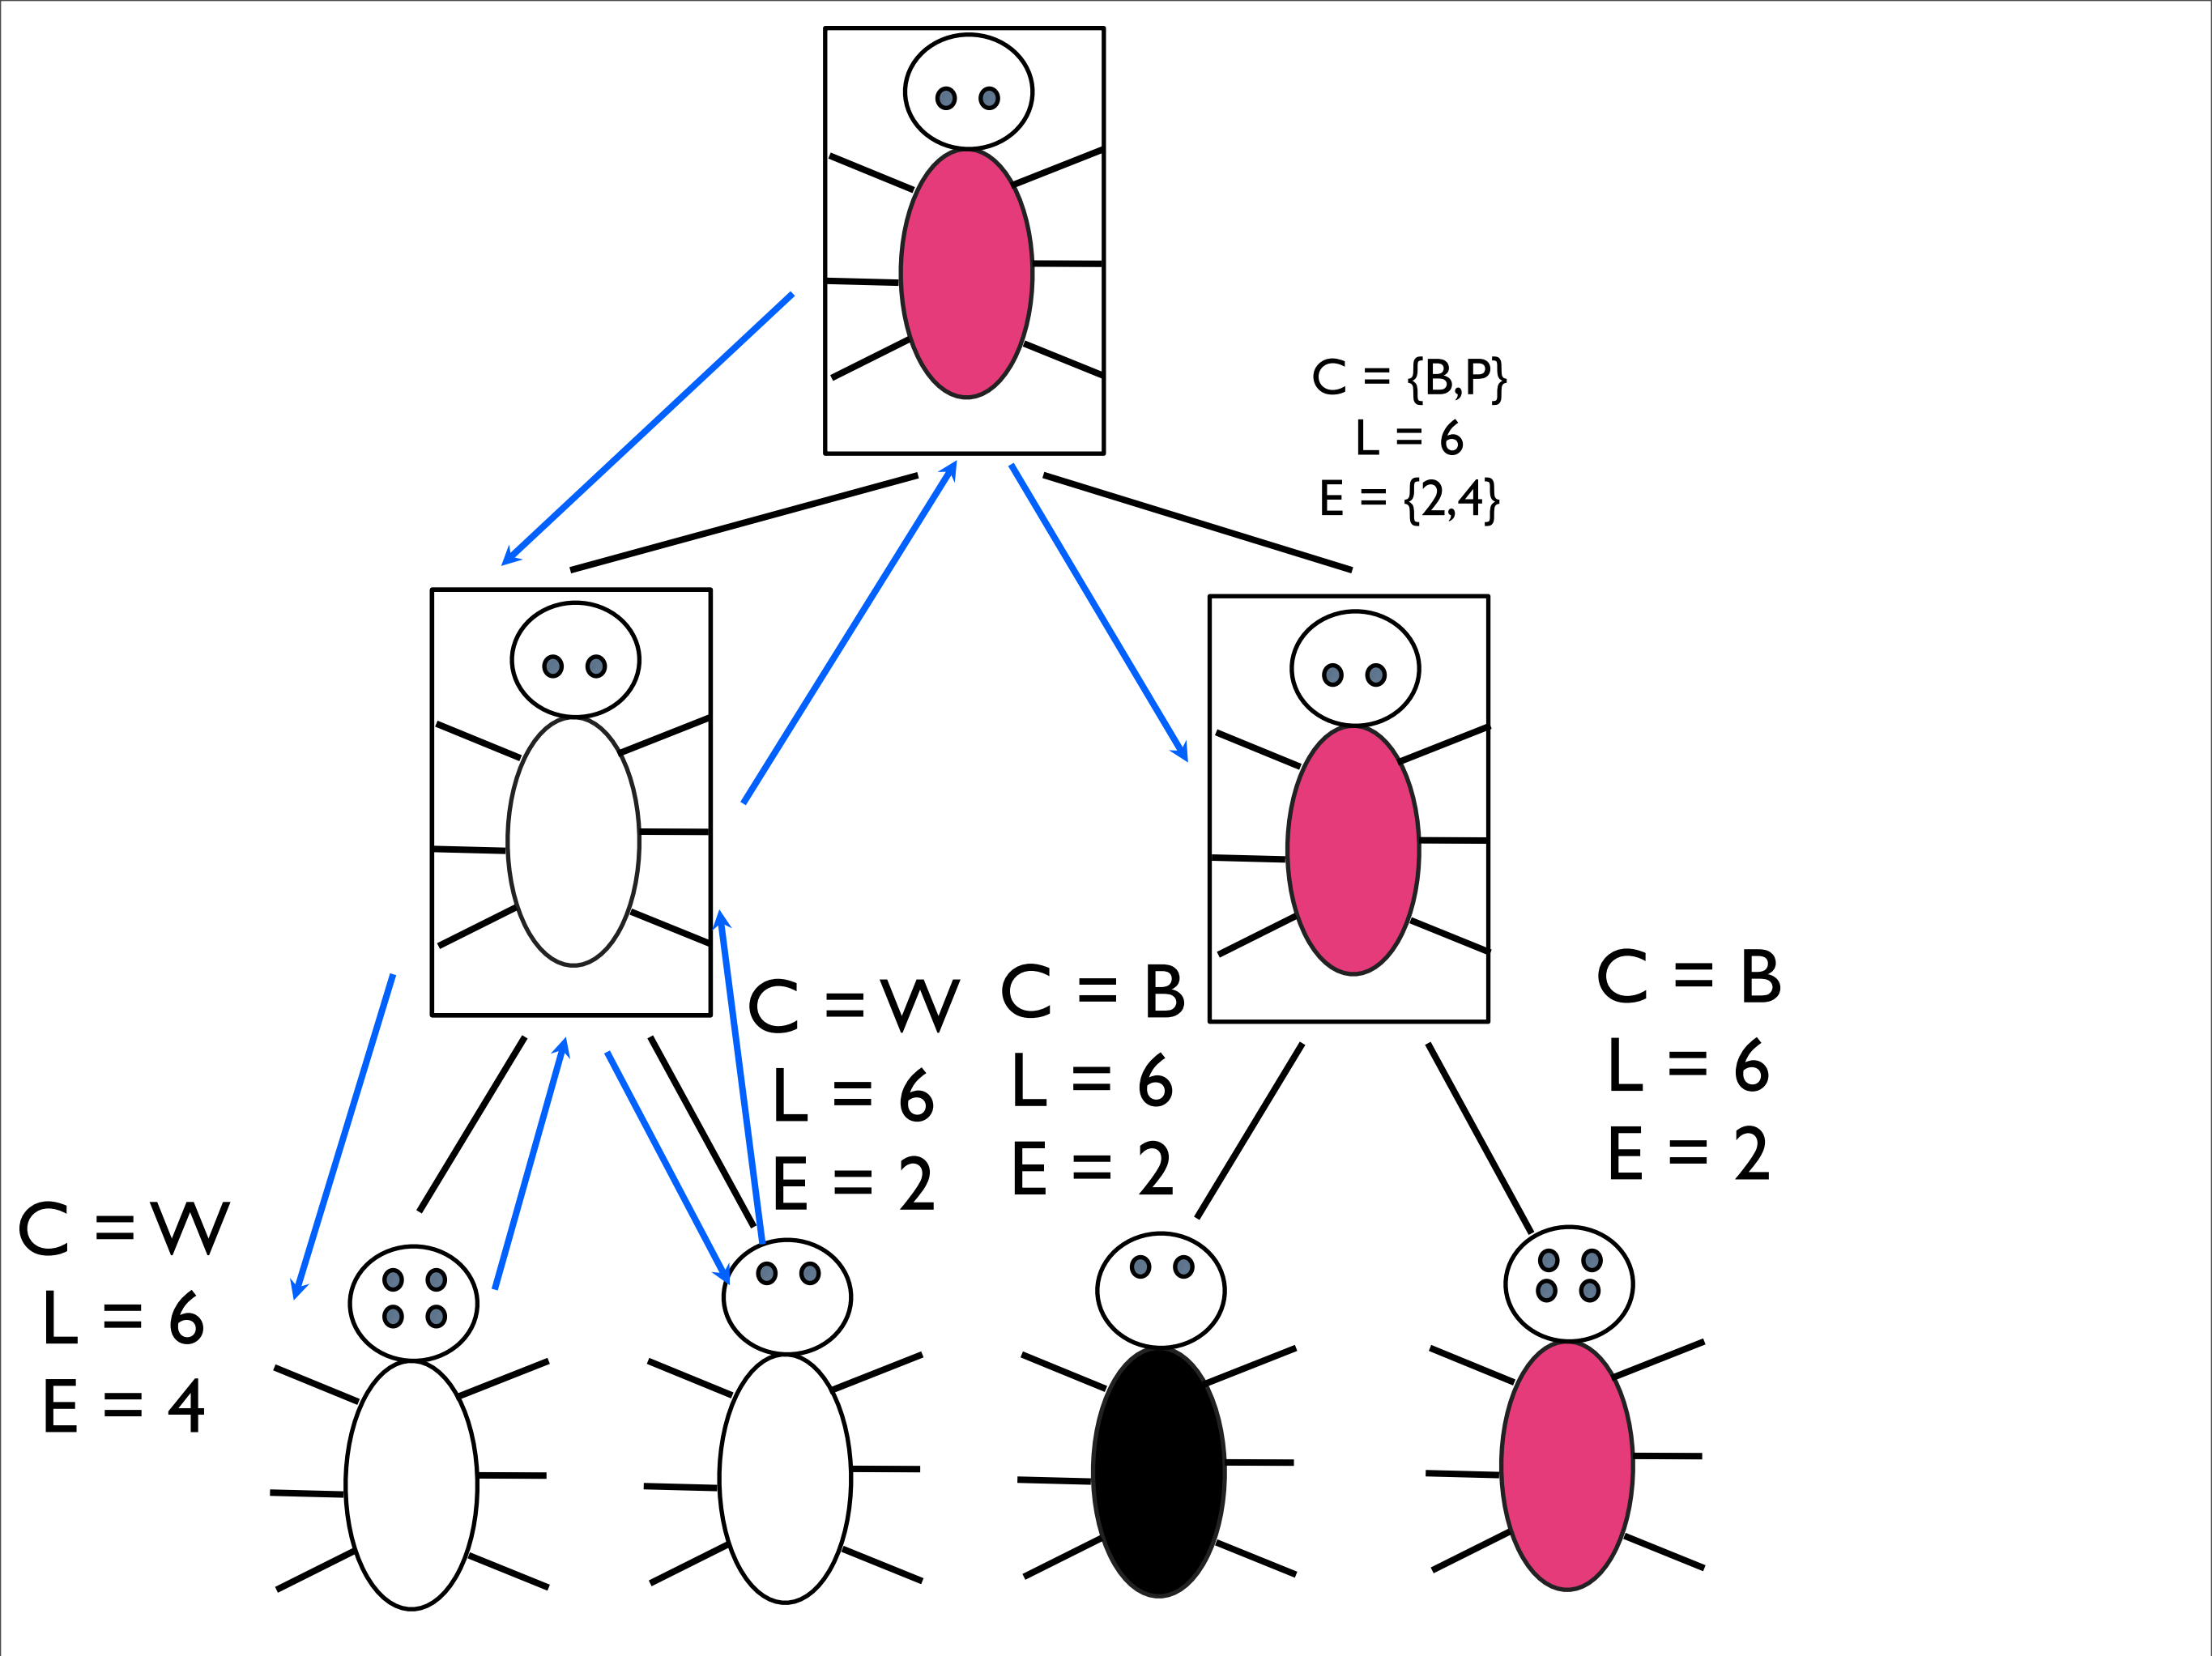 C = {B,P}
L = 6
E = {2,4}
C = W
L = 6
E = 4
C = W
L = 6
E = 2
C = B
L = 6
E = 2
C = B
L = 6
E = 2